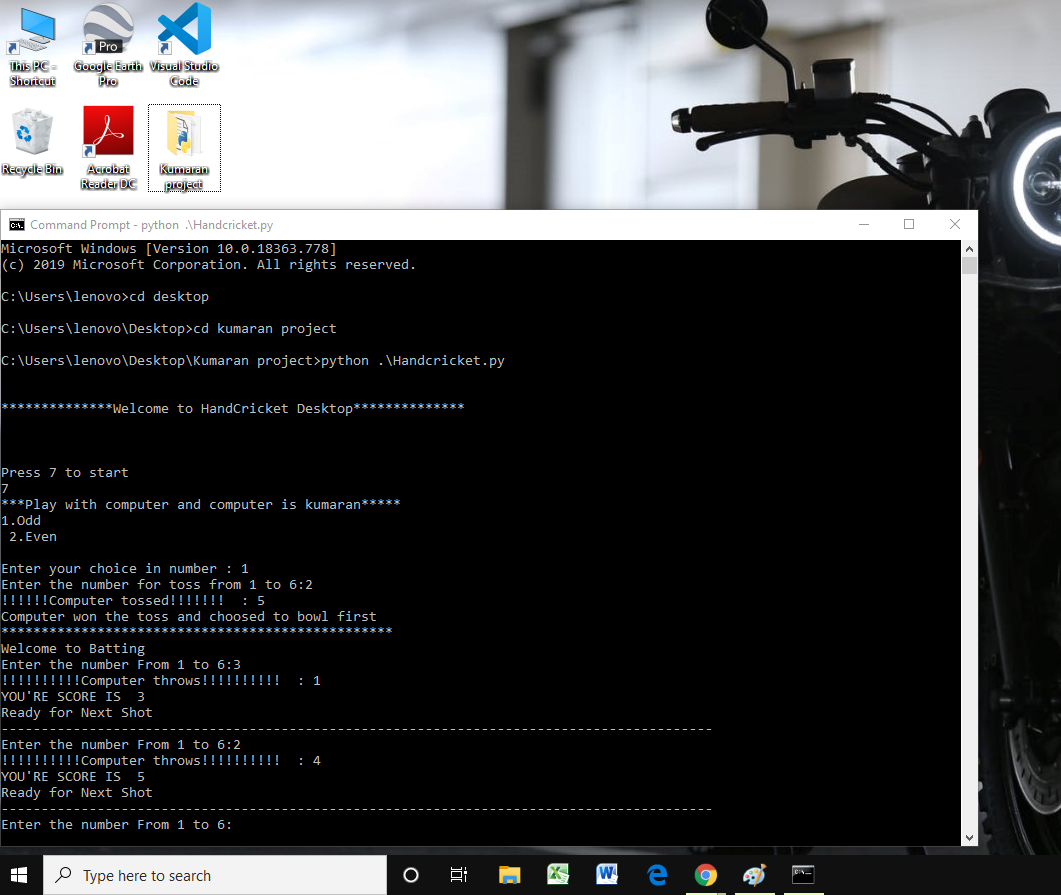 This PC - Shortcut
Google Earth Pro
Visual Studio Code
Pro
Recycle Bin
Acrobat Reader DC
Kumaran project
Command Prompt - python  .\Handcricket.py
Microsoft Windows [Version 10.0.18363.778]
(c) 2019 Microsoft Corporation. All rights reserved.
C:\Users\lenovo>cd desktop
C:\Users\lenovo\Desktop>cd kumaran project
C:\Users\lenovo\Desktop\Kumaran project>python .\Handcricket.py
**************Welcome to HandCricket Desktop**************
Press 7 to start
7
***Play with computer and computer is kumaran*****
1.Odd
 2.Even
Enter your choice in number : 1
Enter the number for toss from 1 to 6:2
!!!!!!Computer tossed!!!!!!!  : 5
Computer won the toss and choosed to bowl first
*************************************************
Welcome to Batting
Enter the number From 1 to 6:3
!!!!!!!!!!Computer throws!!!!!!!!!!  : 1
YOU'RE SCORE IS  3
Ready for Next Shot
-----------------------------------------------------------------------------------------
Enter the number From 1 to 6:2
!!!!!!!!!!Computer throws!!!!!!!!!!  : 4
YOU'RE SCORE IS  5
Ready for Next Shot
-----------------------------------------------------------------------------------------
Enter the number From 1 to 6:
Type here to search